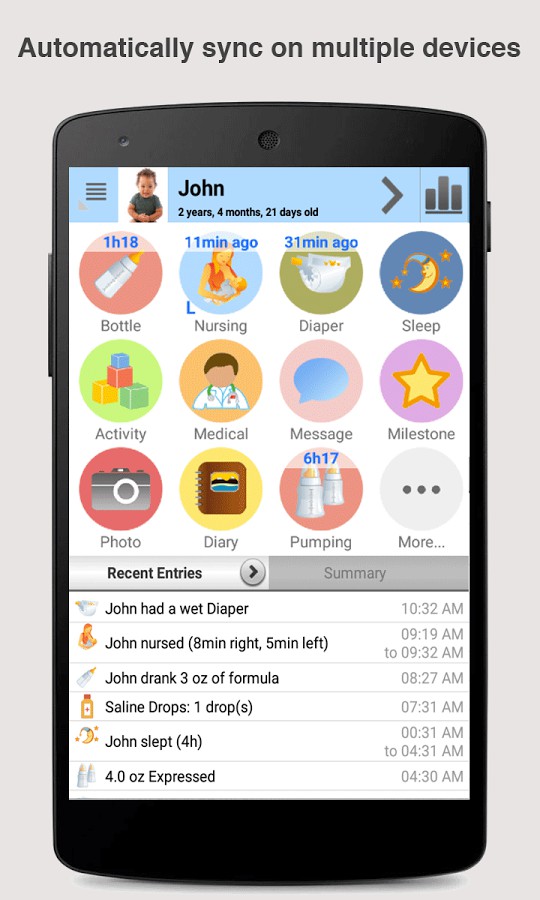 Automatically sync on multiple devices
John
2 years, 4 months, 21 days old
1h18
11min ago
31min ago
L
Bottle
Nursing
Diaper
Sleep
Activity
Medical
Message
Milestone
6h17
Photo
Diary
Pumping
More...
Recent Entries
Summary
John had a wet Diaper
10:32 AM
John nursed (8min right, 5min left)
09:19 AM
to 09:32 AM
John drank 3 oz of formula
08:27 AM
Saline Drops: 1 drop(s)
07:31 AM
John slept (4h)
00:31 AM
to 04:31 AM
4.0 oz Expressed
04:30 AM